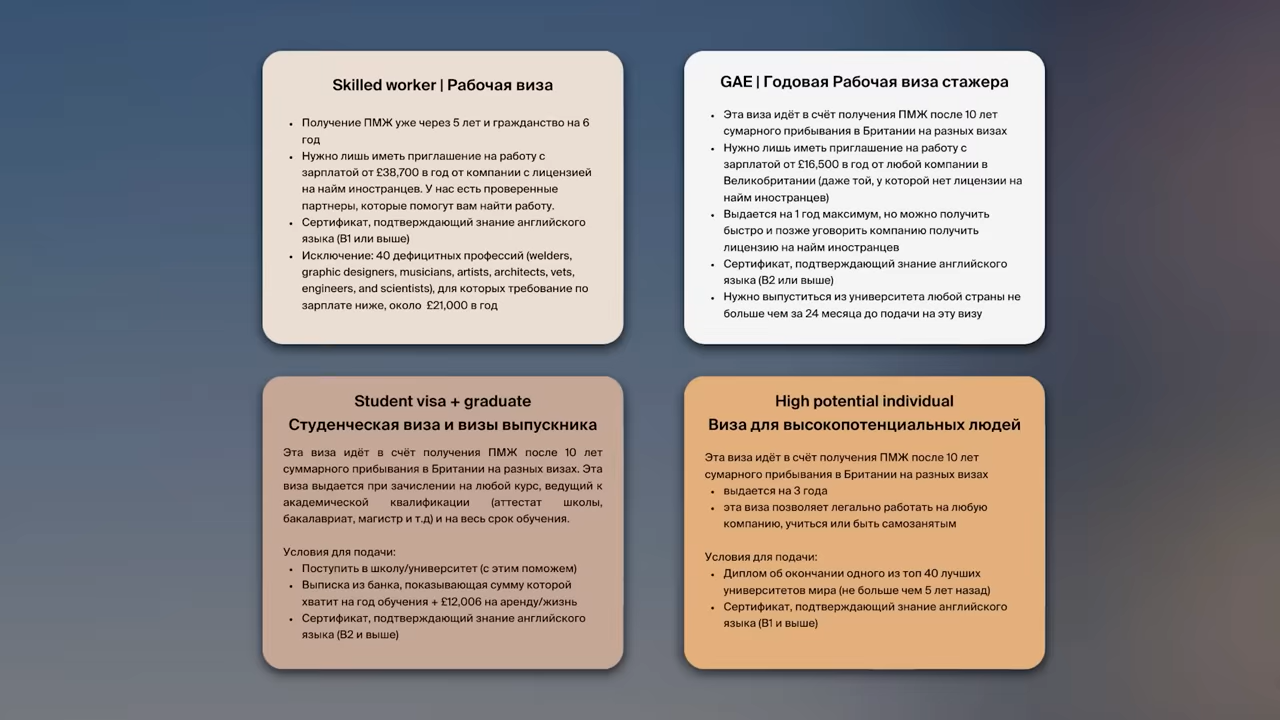 Skilled worker | Рабочая виза
Получение ПМЖ уже через 5 лет и гражданство на 6
год
Нужно лишь иметь приглашение на работу с
зарплатой от £38,700 в год от компании с лицензией
на найм иностранцев. У нас есть проверенные
партнеры, которые помогут вам найти работу.
Сертификат, подтверждающий знание английского
языка (B1 или выше)
Исключение: 40 дефицитных профессий (welders,
graphic designers, musicians, artists, architects, vets,
engineers, and scientists), для которых требование по
зарплате ниже, около £21,000 в год
GAE | Годовая Рабочая виза стажера
Эта виза идёт в счёт получения ПМЖ после 10 лет
сумарного прибывания в Британии на разных визах
Нужно лишь иметь приглашение на работу с
зарплатой от £16,500 в год от любой компании в
Великобритании (даже той, у которой нет лицензии на
найм иностранцев)
Выдается на 1 год максимум, но можно получить
быстро и позже уговорить компанию получить
лицензию на найм иностранцев
Сертификат, подтверждающий знание английского
языка (B2 или выше)
Нужно выпуститься из университета любой страны не
больше чем за 24 месяца до подачи на эту визу
Student visa + graduate
Студенческая виза и визы выпускника
Эта виза идёт в счёт получения ПМЖ после 10 лет
суммарного прибывания в Британии на разных визах. Эта
виза выдается при зачислении на любой курс, ведущий к
академической квалификации (аттестат школы,
бакалавриат, магистр и т.д) и на весь срок обучения.
Условия для подачи:
Поступить в школу/университет (с этим поможем)
Выписка из банка, показывающая сумму которой
хватит на год обучения + £12,006 на аренду/жизнь
Сертификат, подтверждающий знание английского
языка (B2 и выше)
High potential individual
Виза для высокопотенциальных людей
Эта виза идёт в счёт получения ПМЖ после 10 лет
сумарного прибывания в Британии на разных визах
выдается на 3 года
эта виза позволяет легально работать на любую
компанию, учиться или быть самозанятым
Условия для подачи:
Диплом об окончании одного из топ 40 лучших
университетов мира (не больше чем 5 лет назад)
Сертификат, подтверждающий знание английского
языка (B1 и выше)